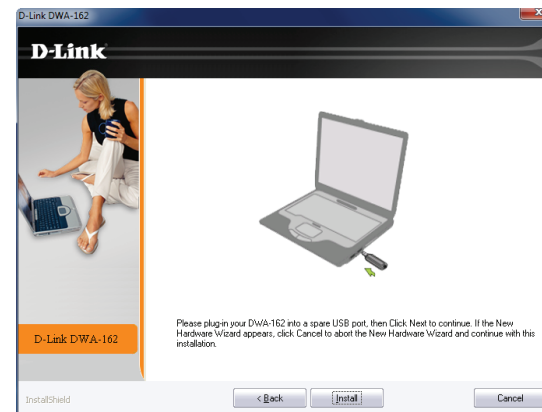 D-Link DWA-162
D-Link
Please plug-in your DWA-162 into a spare USB port, then Click Next to continue. If the New
Hardware Wizard appears, click Cancel to abort the New Hardware Wizard and continue with this
installation.
D-Link DWA-162
InstallShield
< Back
Install
Cancel